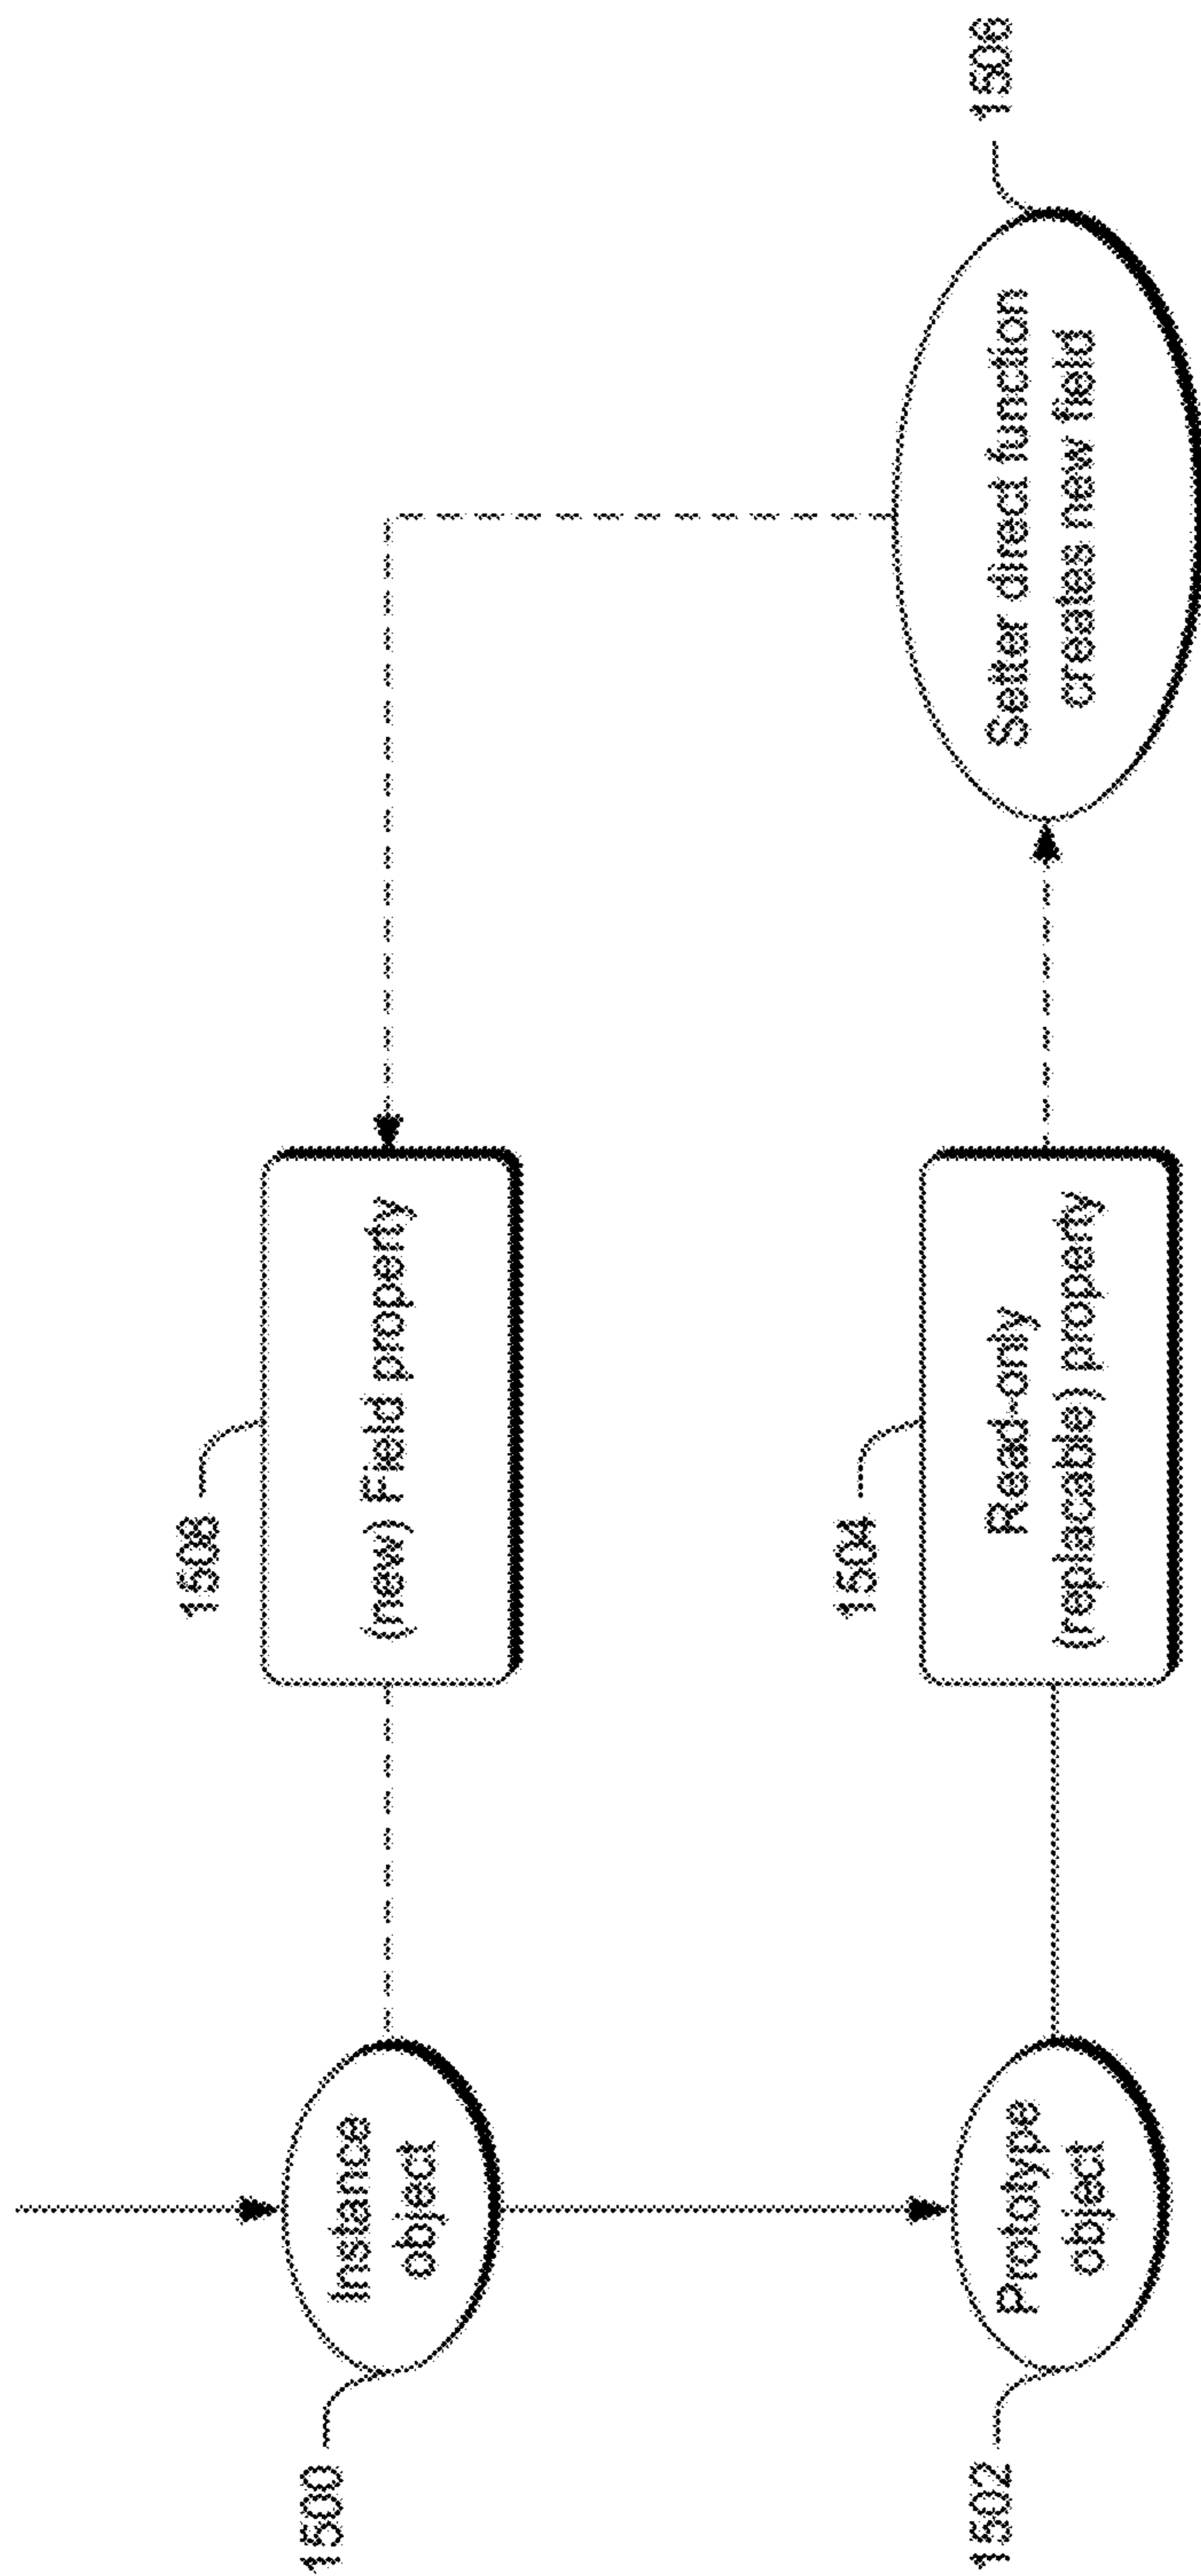 1500
Instance
object
1508
(new) Field property
1502
Prototype
object
1504
Read-only
(replacable) property
1506
Setter direct function
creates new field